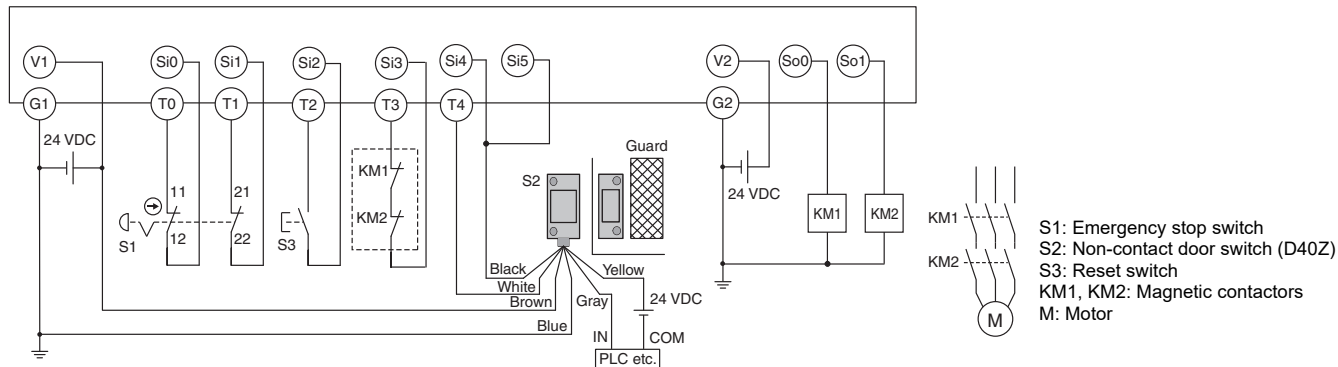 V1 Si0 Si1 Si2 Si3 Si4 Si5 V2 So0 So1
G1 T0 T1 T2 T3 T4 G2
24 VDC
11 21
12 22
S1
S3
KM1
KM2
S2
Guard
24 VDC
KM1 KM2
Black
White
Brown
Blue
Gray
Yellow
24 VDC
IN COM
PLC etc.
KM1
KM2
M
S1: Emergency stop switch
S2: Non-contact door switch (D40Z)
S3: Reset switch
KM1, KM2: Magnetic contactors
M: Motor